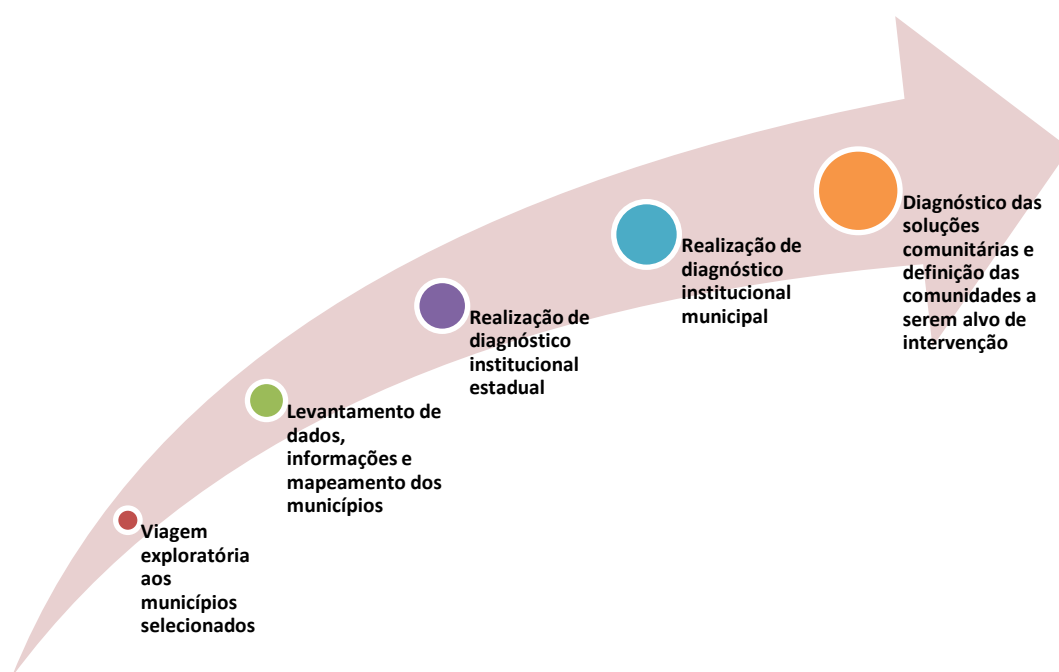 Viagem
exploratória
aos
municípios
selecionados
Levantamento de
dados,
informações e
mapeamento dos
municípios
Realização de
diagnóstico
institucional
estadual
Realização de
diagnóstico
institucional
municipal
Diagnóstico das
soluções
comunitárias e
definição das
comunidades a
serem alvo de
intervenção